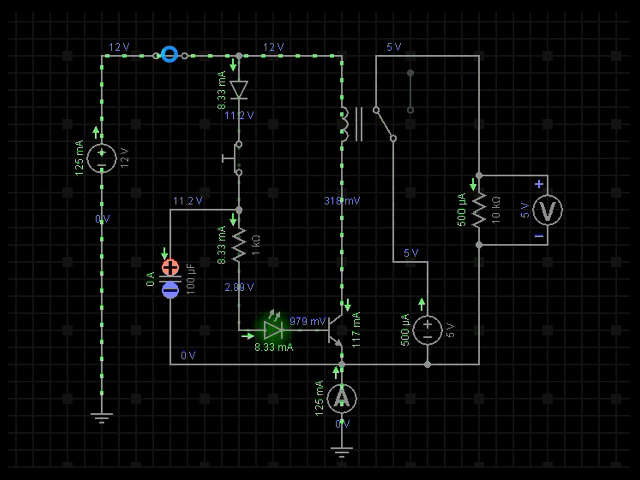 12 V
12 V
5 V
8.33 mA
11.2 V
125 mA
12 V
0 V
11.2 V
318 mV
500 µA
10 kΩ
5 V
+
V
−
8.33 mA
1 kΩ
0 A
100 µF
5 V
979 mV
8.33 mA
117 mA
500 µA
5 V
0 V
125 mA
A
0 V